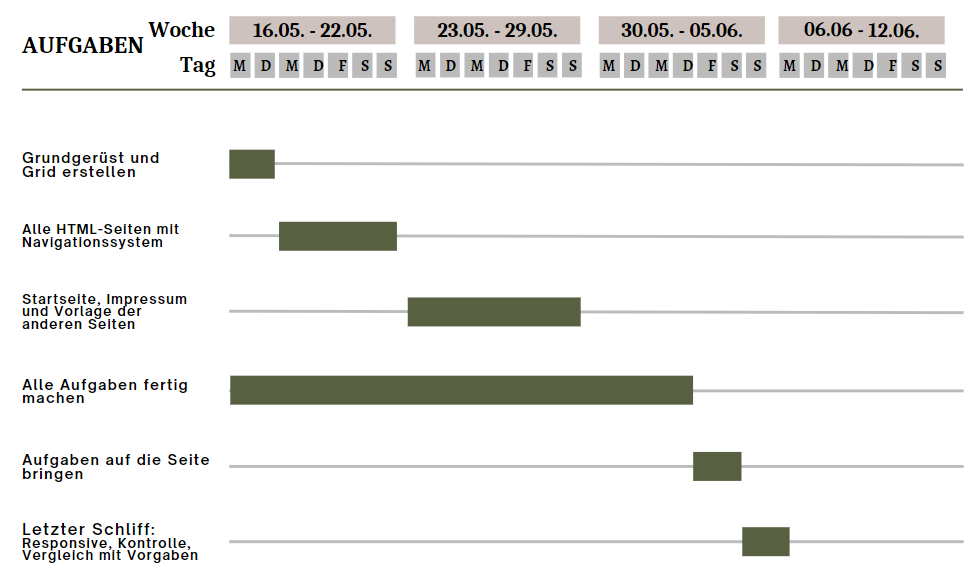 AUFGABEN
Woche 16.05. - 22.05. 23.05. - 29.05. 30.05. - 05.06. 06.06 - 12.06.
Tag M D M D F S S M D M D F S S M D M D F S S M D M D F S S
Grundgerüst und
Grid erstellen
Alle HTML-Seiten mit
Navigationssystem
Startseite, Impressum
und Vorlage der
anderen Seiten
Alle Aufgaben fertig
machen
Aufgaben auf die Seite
bringen
Letzter Schliff:
Responsive, Kontrolle,
Vergleich mit Vorgaben